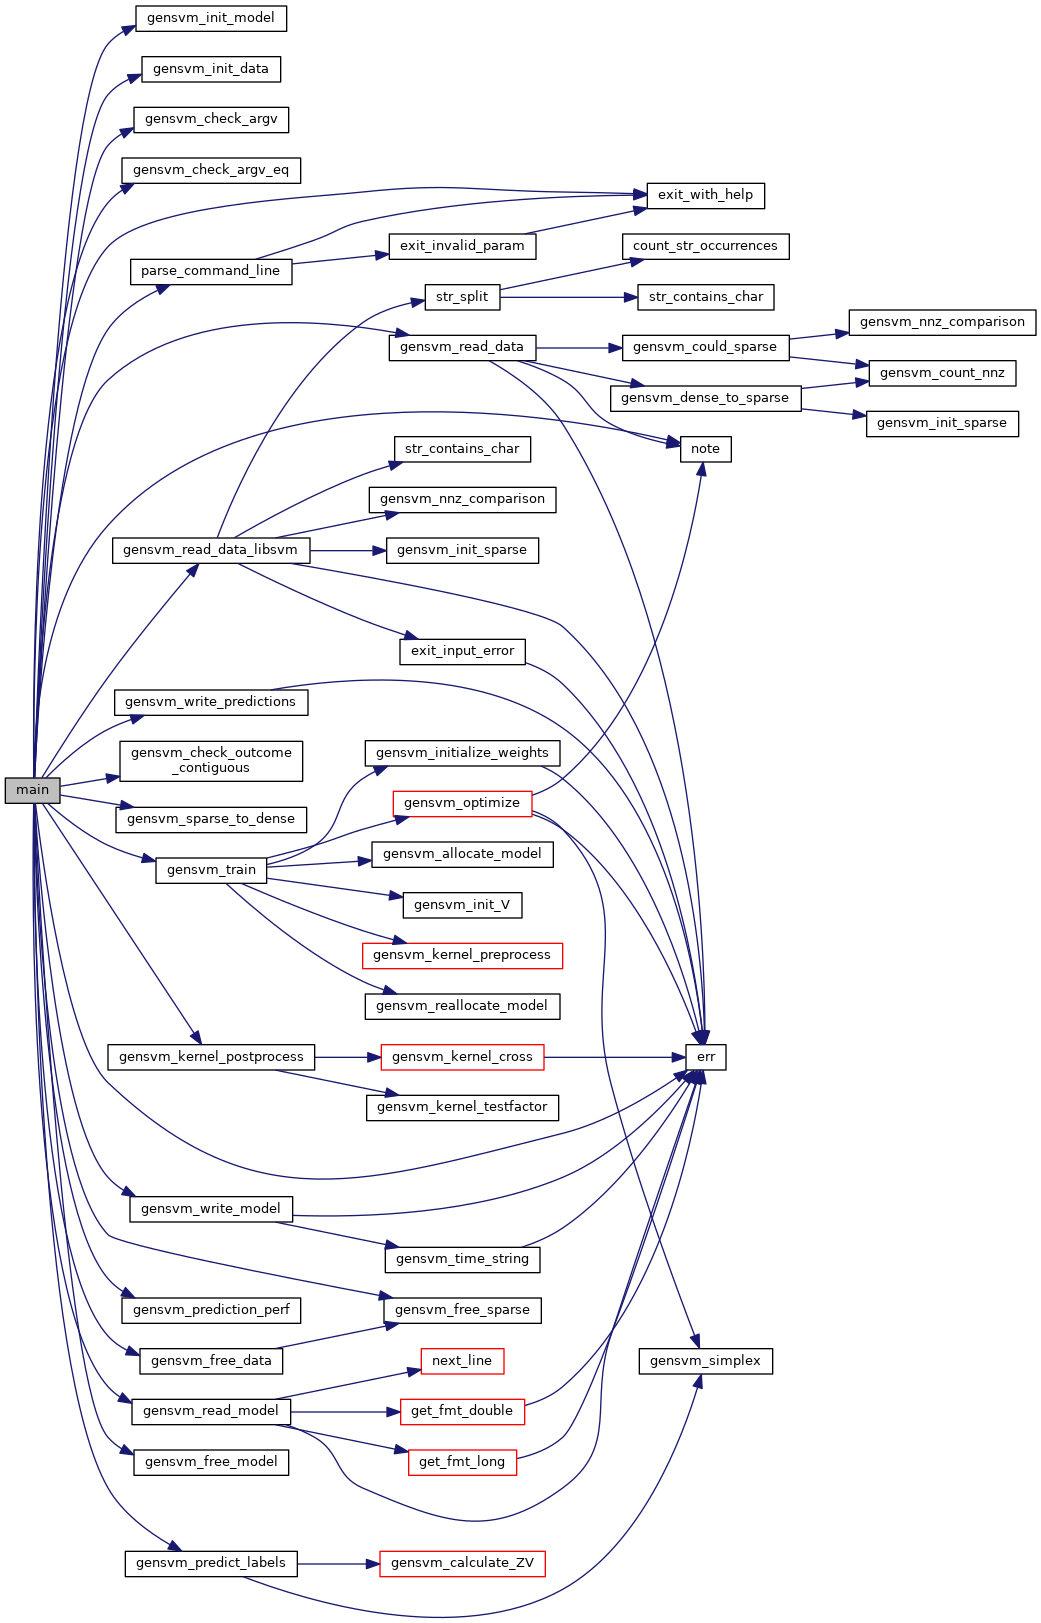 gensvm_init_model
gensvm_init_data
gensvm_check_argv
gensvm_check_argv_eq
exit_with_help
exit_invalid_param
count_str_occurrences
parse_command_line
str_split
str_contains_char
gensvm_nnz_comparison
gensvm_read_data
gensvm_could_sparse
gensvm_count_nnz
gensvm_dense_to_sparse
gensvm_init_sparse
str_contains_char
note
gensvm_nnz_comparison
gensvm_read_data_libsvm
gensvm_init_sparse
exit_input_error
gensvm_write_predictions
gensvm_check_outcome
_contiguous
gensvm_initialize_weights
main
gensvm_optimize
gensvm_sparse_to_dense
gensvm_allocate_model
gensvm_train
gensvm_init_V
gensvm_kernel_preprocess
gensvm_reallocate_model
gensvm_kernel_postprocess
gensvm_kernel_cross
err
gensvm_kernel_testfactor
gensvm_write_model
gensvm_time_string
gensvm_prediction_perf
gensvm_free_sparse
gensvm_free_data
next_line
gensvm_simplex
gensvm_read_model
get_fmt_double
gensvm_free_model
get_fmt_long
gensvm_predict_labels
gensvm_calculate_ZV